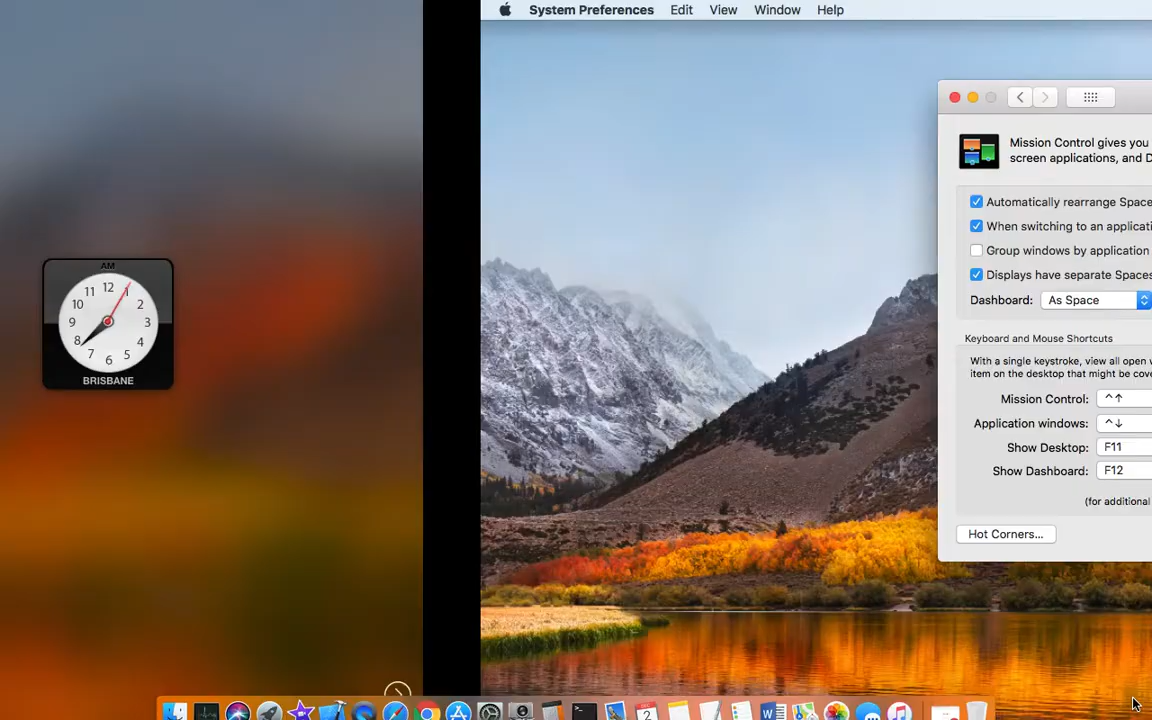 System Preferences Edit View Window Help
AM
12
11 1
10 2
9 3
8 4
7 5
6
BRISBANE
Mission Control gives you
screen applications, and D
Automatically rearrange Space
When switching to an applicati
Group windows by application
Displays have separate Spaces
Dashboard: As Space
Keyboard and Mouse Shortcuts
With a single keystroke, view all open
item on the desktop that might be cove
Mission Control: ^↑
Application windows: ^↓
Show Desktop: F11
Show Dashboard: F12
(for additional
Hot Corners...
2